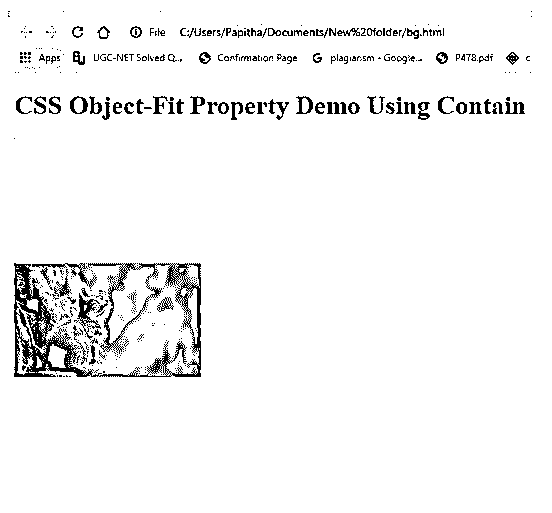 File C:/Users/Papitha/Documents/New%20folder/bg.html
Apps UGC-NET Solved Q... Confirmation Page G plagiarism - Google... P478.pdf c
CSS Object-Fit Property Demo Using Contain